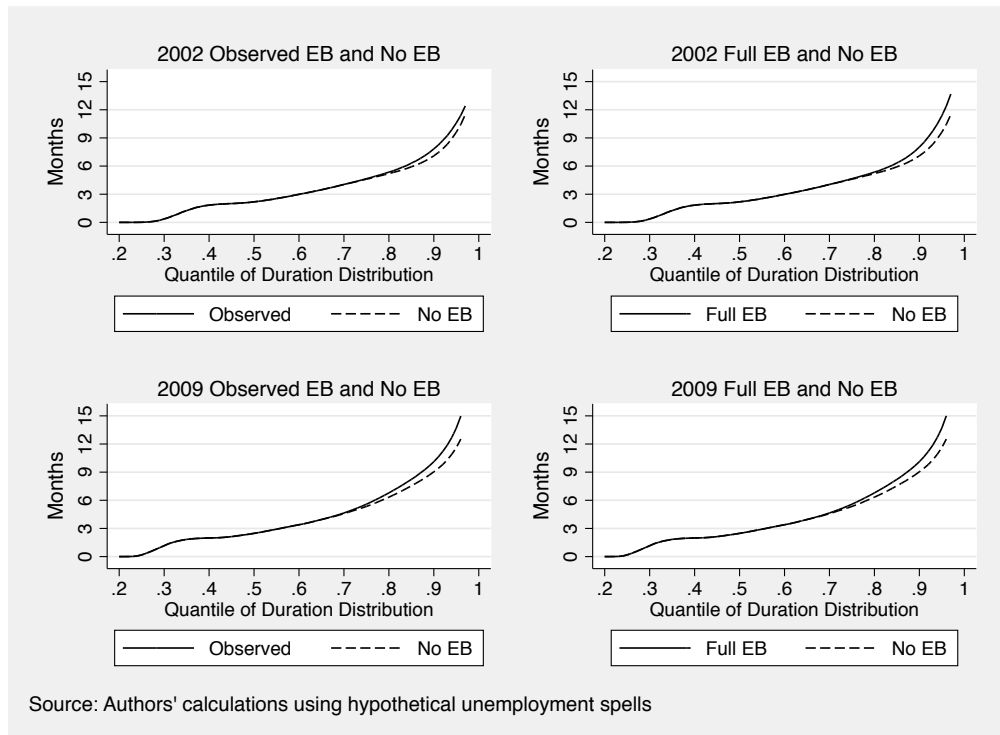 2002 Observed EB and No EB
Months
15
12
9
6
3
0
.2 .3 .4 .5 .6 .7 .8 .9 1
Quantile of Duration Distribution
Observed No EB
2002 Full EB and No EB
Months
15
12
9
6
3
0
.2 .3 .4 .5 .6 .7 .8 .9 1
Quantile of Duration Distribution
Full EB No EB
2009 Observed EB and No EB
Months
15
12
9
6
3
0
.2 .3 .4 .5 .6 .7 .8 .9 1
Quantile of Duration Distribution
Observed No EB
2009 Full EB and No EB
Months
15
12
9
6
3
0
.2 .3 .4 .5 .6 .7 .8 .9 1
Quantile of Duration Distribution
Full EB No EB
Source: Authors' calculations using hypothetical unemployment spells